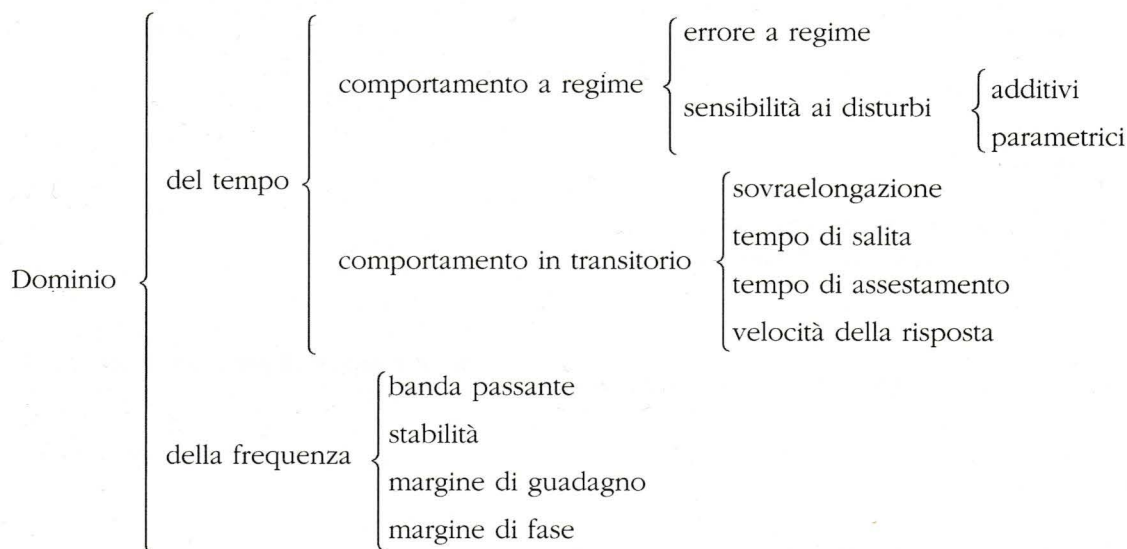 Dominio
del tempo
comportamento a regime
errore a regime
sensibilità ai disturbi
additivi
parametrici
comportamento in transitorio
sovraelongazione
tempo di salita
tempo di assestamento
velocità della risposta
della frequenza
banda passante
stabilità
margine di guadagno
margine di fase